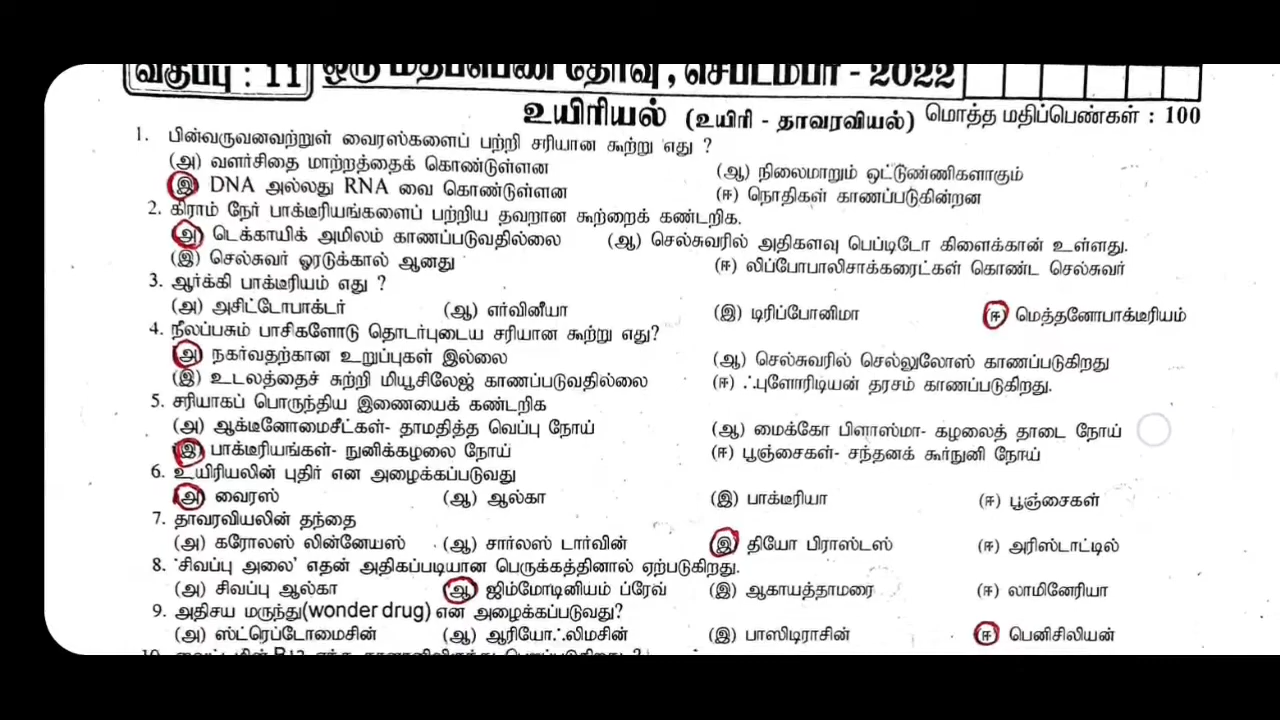 வகுப்பு : 11 ஒரு மதிப்பெண் தேர்வு , செப்டம்பர் - 2022
உயிரியல் (உயிரி - தாவரவியல்) மொத்த மதிப்பெண்கள் : 100
1. பின்வருவனவற்றுள் வைரஸ்களைப் பற்றி சரியான கூற்று எது ?
(அ) வளர்சிதை மாற்றத்தைக் கொண்டுள்ளன (ஆ) நிலைமாறும் ஒட்டுண்ணிகளாகும்
(இ) DNA அல்லது RNA வை கொண்டுள்ளன (ஈ) நொதிகள் காணப்படுகின்றன
2. கிராம் நேர் பாக்டீரியங்களைப் பற்றிய தவறான கூற்றைக் கண்டறிக.
(அ) டெக்காயிக் அமிலம் காணப்படுவதில்லை (ஆ) செல்சுவரில் அதிகளவு பெப்டிடோ கிளைக்கான் உள்ளது.
(இ) செல்சுவர் ஓரடுக்கால் ஆனது (ஈ) லிப்போபாலிசாக்கரைட்கள் கொண்ட செல்சுவர்
3. ஆர்க்கி பாக்டீரியம் எது ?
(அ) அசிட்டோபாக்டர் (ஆ) எர்வினீயா (இ) டிரிப்போனிமா (ஈ) மெத்தனோபாக்டீரியம்
4. நீலப்பசும் பாசிகளோடு தொடர்புடைய சரியான கூற்று எது?
(அ) நகர்வதற்கான உறுப்புகள் இல்லை (ஆ) செல்சுவரில் செல்லுலோஸ் காணப்படுகிறது
(இ) உடலத்தைச் சுற்றி மியூசிலேஜ் காணப்படுவதில்லை (ஈ) ஃபுளோரிடியன் தரசம் காணப்படுகிறது.
5. சரியாகப் பொருந்திய இணையைக் கண்டறிக
(அ) ஆக்டீனோமைசீட்கள்- தாமதித்த வெப்பு நோய் (ஆ) மைக்கோ பிளாஸ்மா- கழலைத் தாடை நோய்
(இ) பாக்டீரியங்கள்- நுனிக்கழலை நோய் (ஈ) பூஞ்சைகள்- சந்தனக் கூர்நுனி நோய்
6. உயிரியலின் புதிர் என அழைக்கப்படுவது
(அ) வைரஸ் (ஆ) ஆல்கா (இ) பாக்டீரியா (ஈ) பூஞ்சைகள்
7. தாவரவியலின் தந்தை
(அ) கரோலஸ் லின்னேயஸ் (ஆ) சார்லஸ் டார்வின் (இ) தியோ பிராஸ்டஸ் (ஈ) அரிஸ்டாட்டில்
8. 'சிவப்பு அலை' எதன் அதிகப்படியான பெருக்கத்தினால் ஏற்படுகிறது.
(அ) சிவப்பு ஆல்கா (ஆ) ஜிம்மோடினியம் ப்ரேவ் (இ) ஆகாயத்தாமரை (ஈ) லாமினேரியா
9. அதிசய மருந்து(wonder drug) என அழைக்கப்படுவது?
(அ) ஸ்ட்ரெப்டோமைசின் (ஆ) ஆரியோஃலிமசின் (இ) பாஸிடிராசின் (ஈ) பெனிசிலியன்